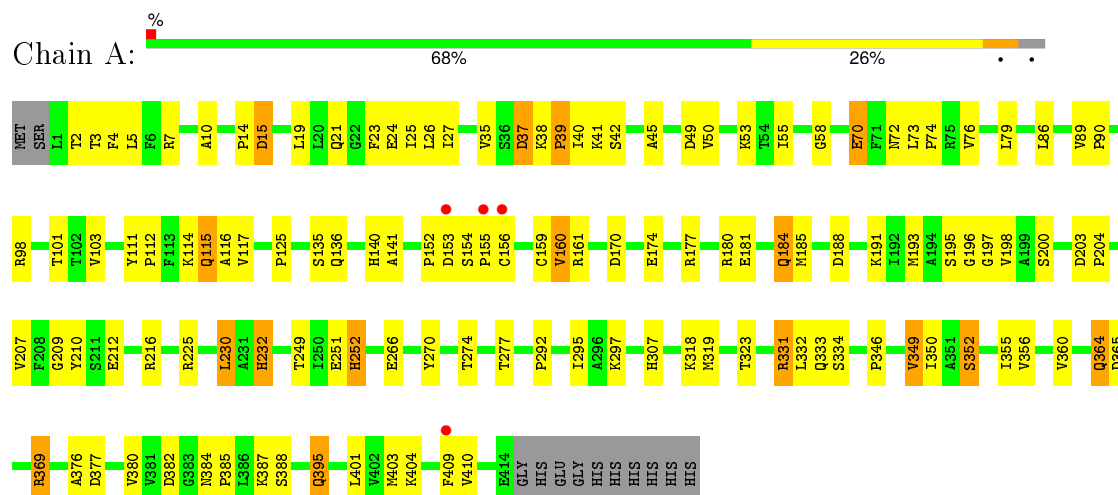 %
Chain A:
68% 26% • •
MET SER L1 T2 T3 F4 L5 F6 R7 A10 P14 D15 L19 L20 Q21 G22 F23 E24 I25 L26 I27 V35 S36 D37 K38 P39 I40 K41 S42 A45 D49 V50 K53 T54 I55 G58 E70 F71 N72 L73 P74 R75 V76 L79 L86 V89 P90
R98 T101 T102 V103 Y111 P112 F113 K114 Q115 A116 V117 P125 S135 Q136 H140 A141 P152 D153 S154 P155 C156 C159 V160 R161 D170 E174 R177 R180 E181 Q184 M185 D188 K191 I192 M193 A194 S195 G196 G197 V198 A199 S200 D203 P204
V207 F208 G209 Y210 S211 E212 R216 R225 L230 A231 H232 T249 I250 E251 H252 E266 Y270 T274 T277 P292 I295 A296 K297 H307 K318 M319 T323 R331 L332 Q333 S334 P346 V349 I350 A351 S352 I355 V356 V360 Q364
R369 A376 D377 V380 V381 D382 G383 N384 P385 L386 K387 S388 Q395 L401 V402 M403 K404 F409 V410 E414 GLY HIS GLU GLY HIS HIS HIS HIS HIS HIS